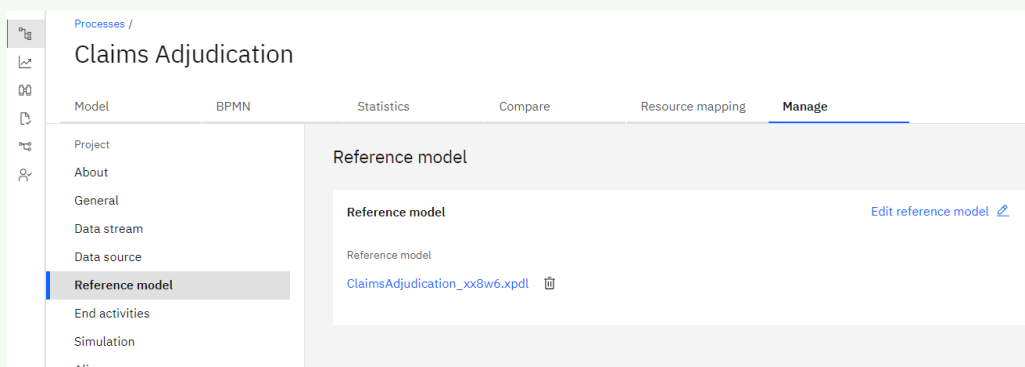 Processes /
Claims Adjudication
Model BPMN Statistics Compare Resource mapping Manage
Project
About
General
Data stream
Data source
Reference model
End activities
Simulation
Reference model
Reference model Edit reference model
Reference model
ClaimsAdjudication_xx8w6.xpdl